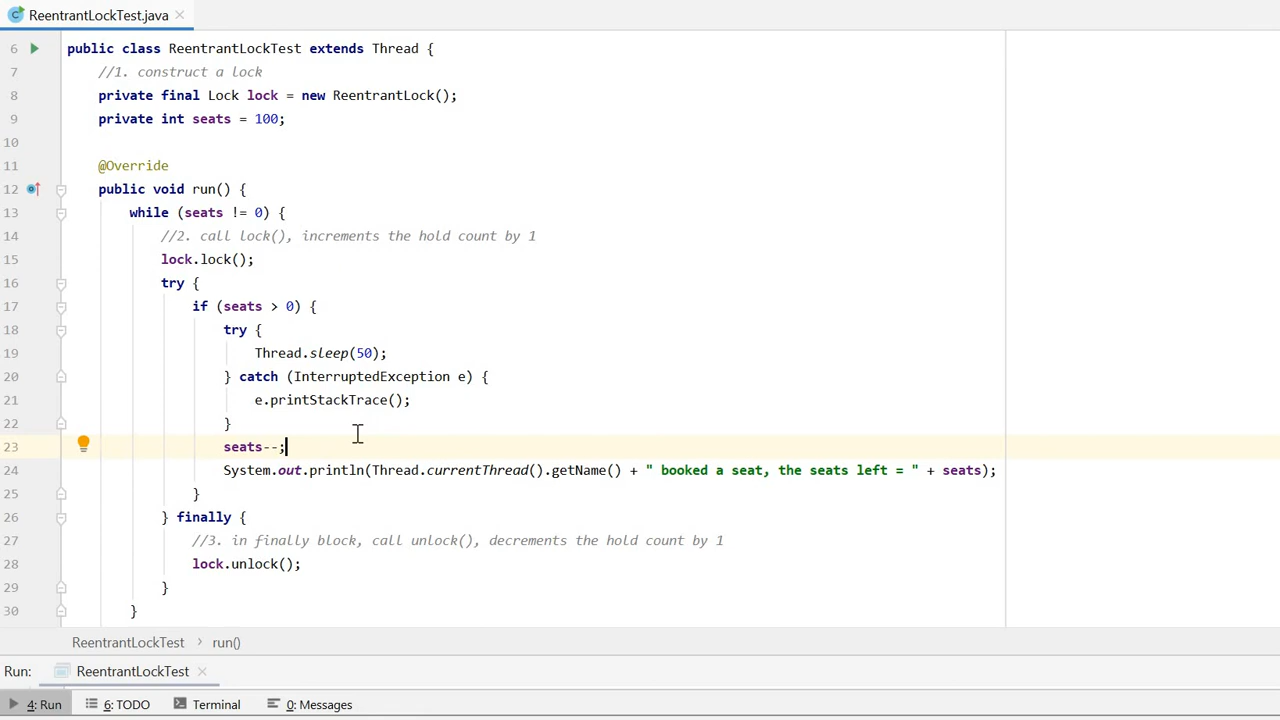 ReentrantLockTest.java
6 public class ReentrantLockTest extends Thread {
7 //1. construct a lock
8 private final Lock lock = new ReentrantLock();
9 private int seats = 100;
10
11 @Override
12 public void run() {
13 while (seats != 0) {
14 //2. call lock(), increments the hold count by 1
15 lock.lock();
16 try {
17 if (seats > 0) {
18 try {
19 Thread.sleep(50);
20 } catch (InterruptedException e) {
21 e.printStackTrace();
22 }
23 seats--;
24 System.out.println(Thread.currentThread().getName() + " booked a seat, the seats left = " + seats);
25 }
26 } finally {
27 //3. in finally block, call unlock(), decrements the hold count by 1
28 lock.unlock();
29 }
30 }
ReentrantLockTest › run()
Run: ReentrantLockTest
4: Run 6: TODO Terminal 0: Messages